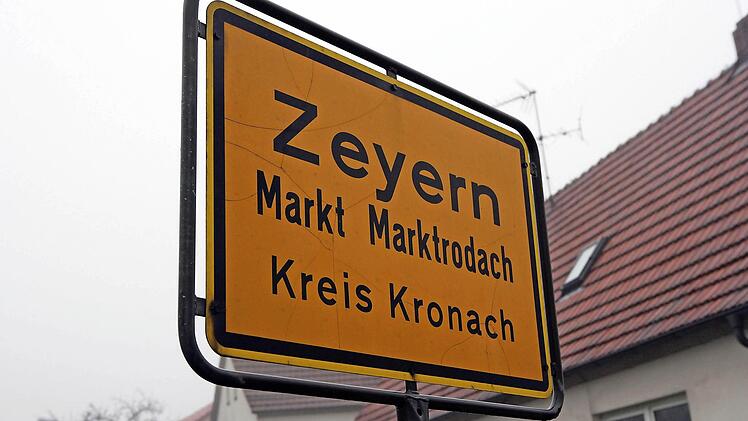 Zeyern
Markt Marktrodach
Kreis Kronach